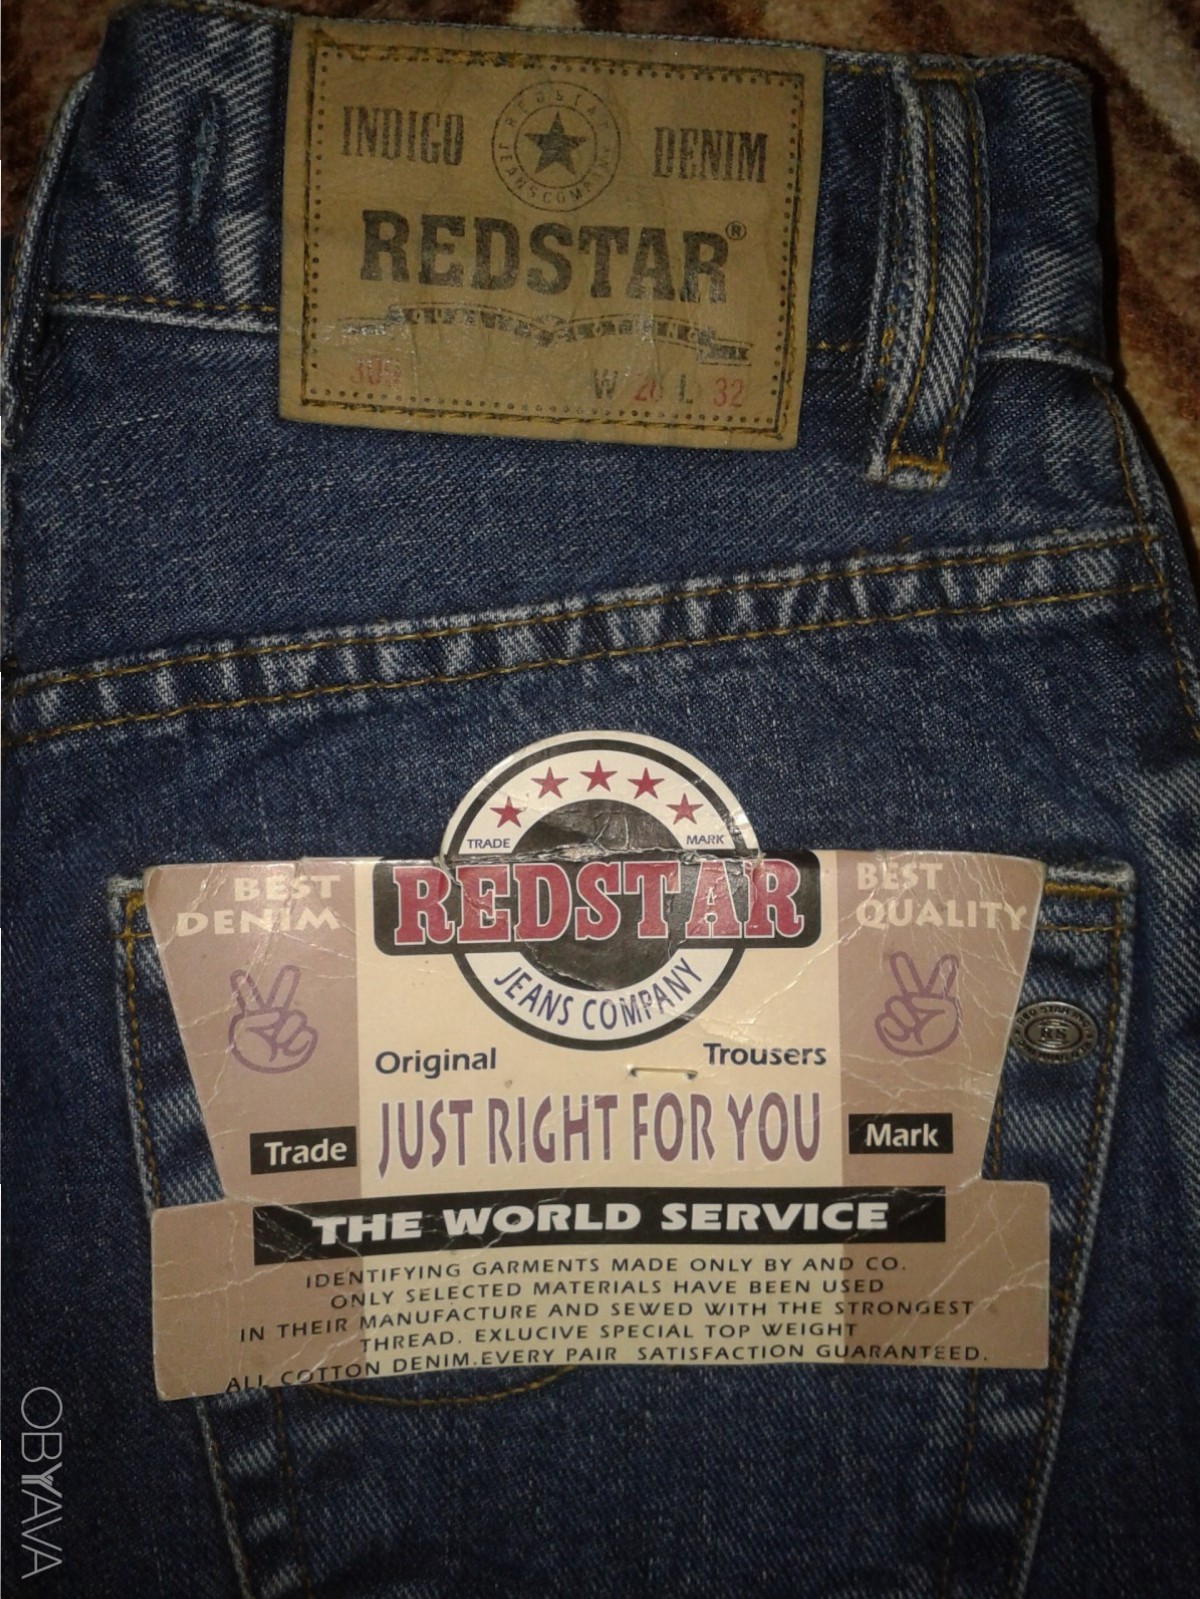 INDIGO
REDSTAR
JEANS COMPANY
DENIM
REDSTAR®
W L 32
TRADE MARK
BEST
DENIM
REDSTAR
BEST
QUALITY
JEANS COMPANY
Original Trousers
JUST RIGHT FOR YOU
Trade
Mark
THE WORLD SERVICE
IDENTIFYING GARMENTS MADE ONLY BY AND CO.
ONLY SELECTED MATERIALS HAVE BEEN USED
IN THEIR MANUFACTURE AND SEWED WITH THE STRONGEST
THREAD. EXLUCIVE SPECIAL TOP WEIGHT
ALL COTTON DENIM.EVERY PAIR SATISFACTION GUARANTEED.
OBYAVA